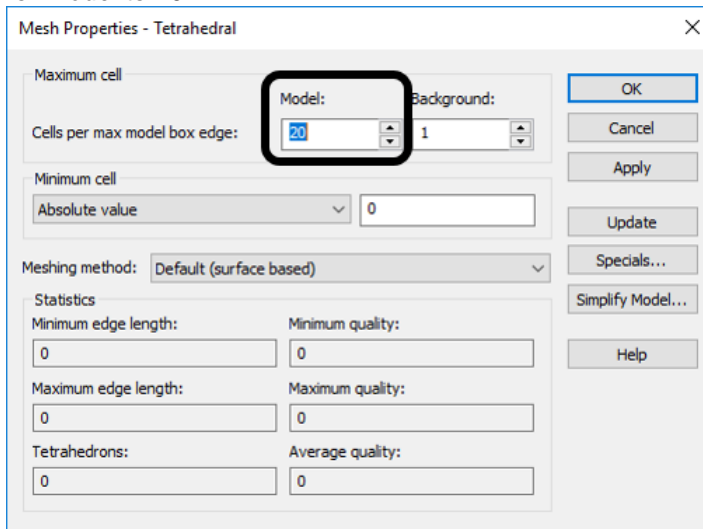 Mesh Properties - Tetrahedral
Maximum cell
Model: Background:
Cells per max model box edge: 20 1
Minimum cell
Absolute value 0
Meshing method: Default (surface based)
Statistics
Minimum edge length: Minimum quality:
0 0
Maximum edge length: Maximum quality:
0 0
Tetrahedrons: Average quality:
0 0
OK
Cancel
Apply
Update
Specials...
Simplify Model...
Help